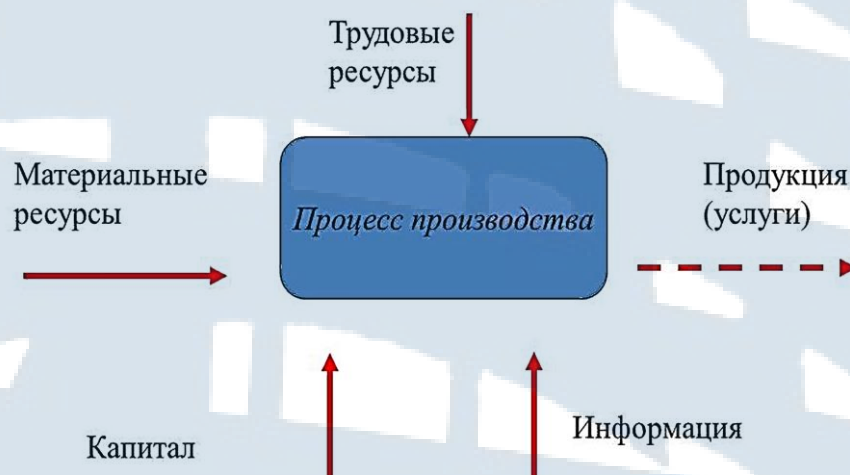 Трудовые
ресурсы
Материальные
ресурсы
Процесс производства
Продукция
(услуги)
Капитал
Информация